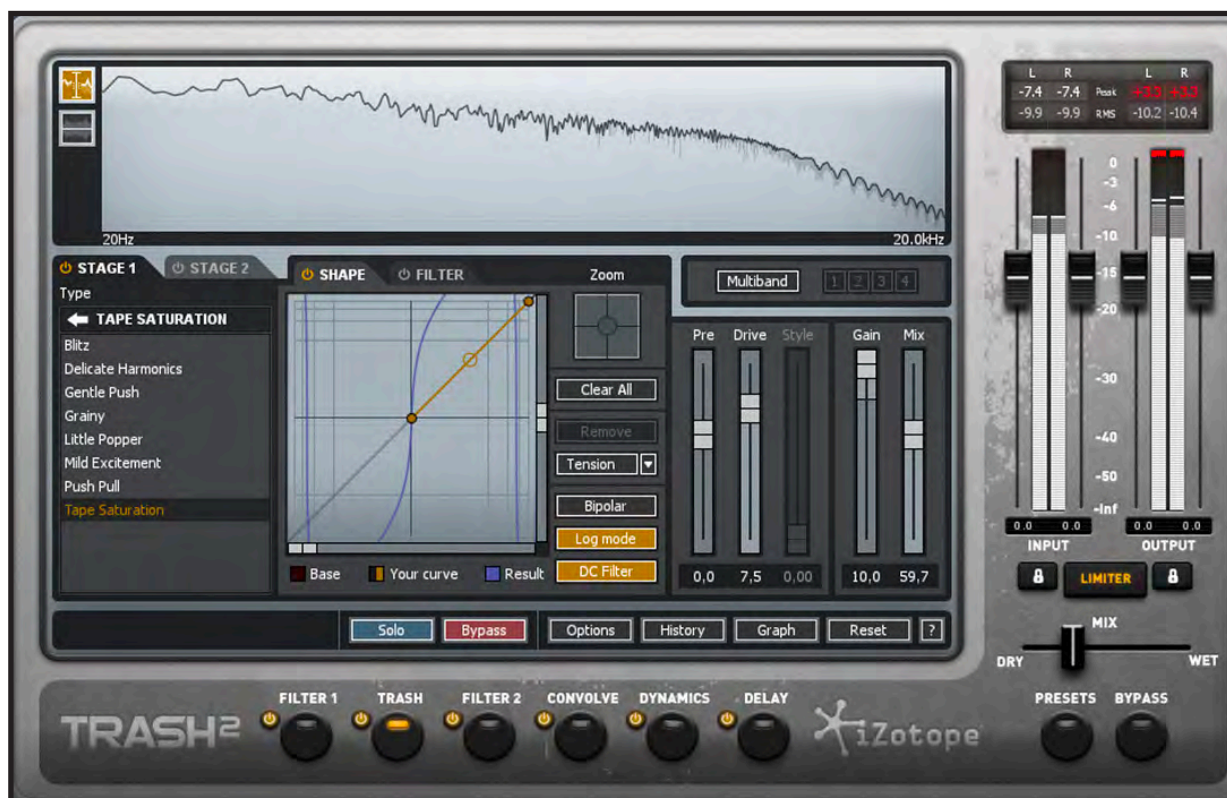 L R L R
-7.4 -7.4 Peak +3.3 +3.3
-9.9 -9.9 RMS -10.2 -10.4
20Hz 20.0kHz
STAGE 1 STAGE 2
Type
TAPE SATURATION
Blitz
Delicate Harmonics
Gentle Push
Grainy
Little Popper
Mild Excitement
Push Pull
Tape Saturation
SHAPE FILTER Zoom
Clear All
Remove
Tension
Bipolar
Log mode
DC Filter
Base Your curve Result
Multiband 1 2 3 4
Pre Drive Style Gain Mix
0,0 7,5 0,00 10,0 59,7
Solo Bypass Options History Graph Reset ?
0
-3
-6
-10
-15
-20
-30
-40
-50
-Inf
0.0 0.0 0.0 0.0
INPUT OUTPUT
LIMITER
MIX
DRY WET
FILTER 1 TRASH FILTER 2 CONVOLVE DYNAMICS DELAY PRESETS BYPASS
TRASH2 iZotope